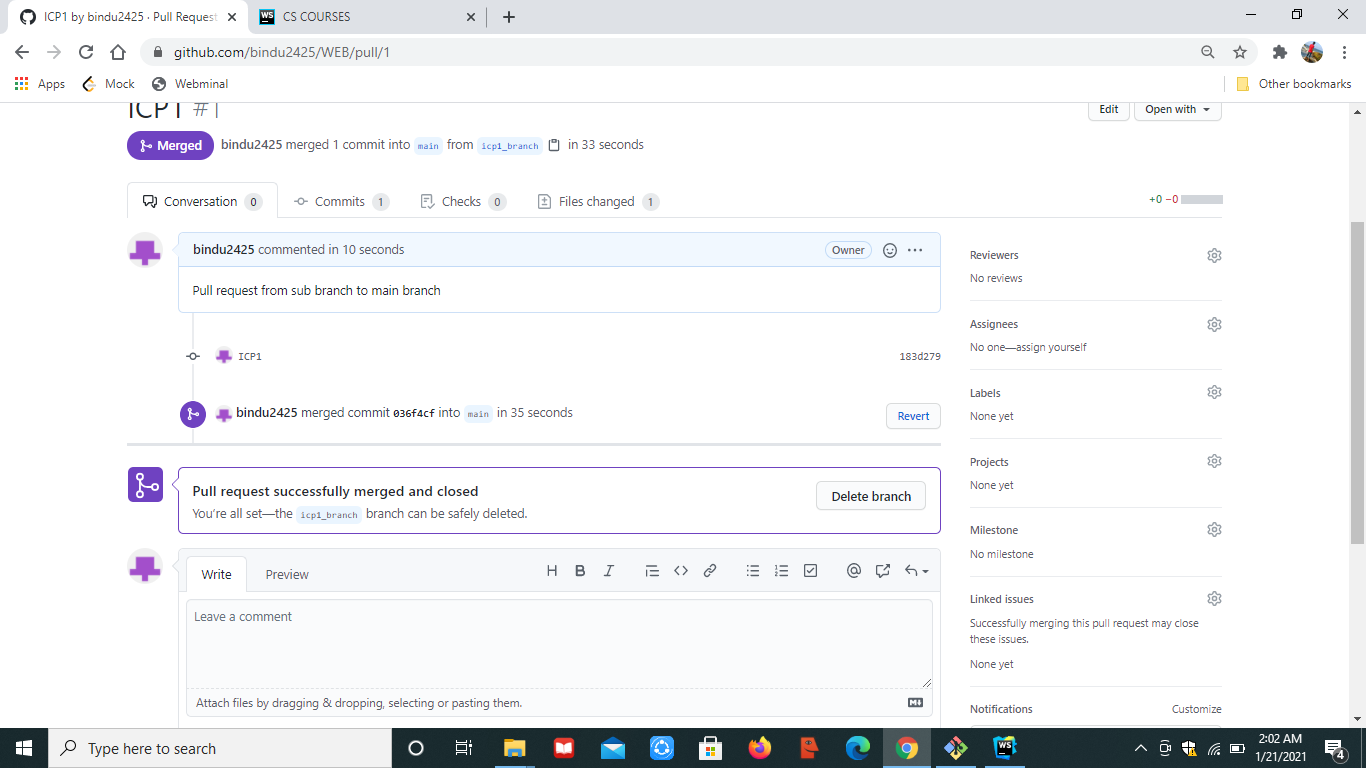 ICP1 by bindu2425 · Pull Request
CS COURSES
github.com/bindu2425/WEB/pull/1
Apps
Mock
Webminal
Other bookmarks
ICP1 #1
Edit
Open with
Merged
bindu2425 merged 1 commit into main from icp1_branch in 33 seconds
Conversation 0
Commits 1
Checks 0
Files changed 1
+0 −0
bindu2425 commented in 10 seconds
Owner
Pull request from sub branch to main branch
ICP1
183d279
bindu2425 merged commit 036f4cf into main in 35 seconds
Revert
Pull request successfully merged and closed
You're all set—the icp1_branch branch can be safely deleted.
Delete branch
Write
Preview
H B I
Leave a comment
Attach files by dragging & dropping, selecting or pasting them.
Reviewers
No reviews
Assignees
No one—assign yourself
Labels
None yet
Projects
None yet
Milestone
No milestone
Linked issues
Successfully merging this pull request may close
these issues.
None yet
Notifications
Customize
Type here to search
WS
2:02 AM
1/21/2021
4